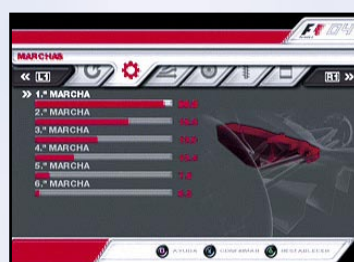 F1 04
MARCHAS
« L1
R1 »
» 1.ª MARCHA
2.ª MARCHA
3.ª MARCHA
4.ª MARCHA
5.ª MARCHA
6.ª MARCHA
AYUDA CONFIRMAR RESTABLECER